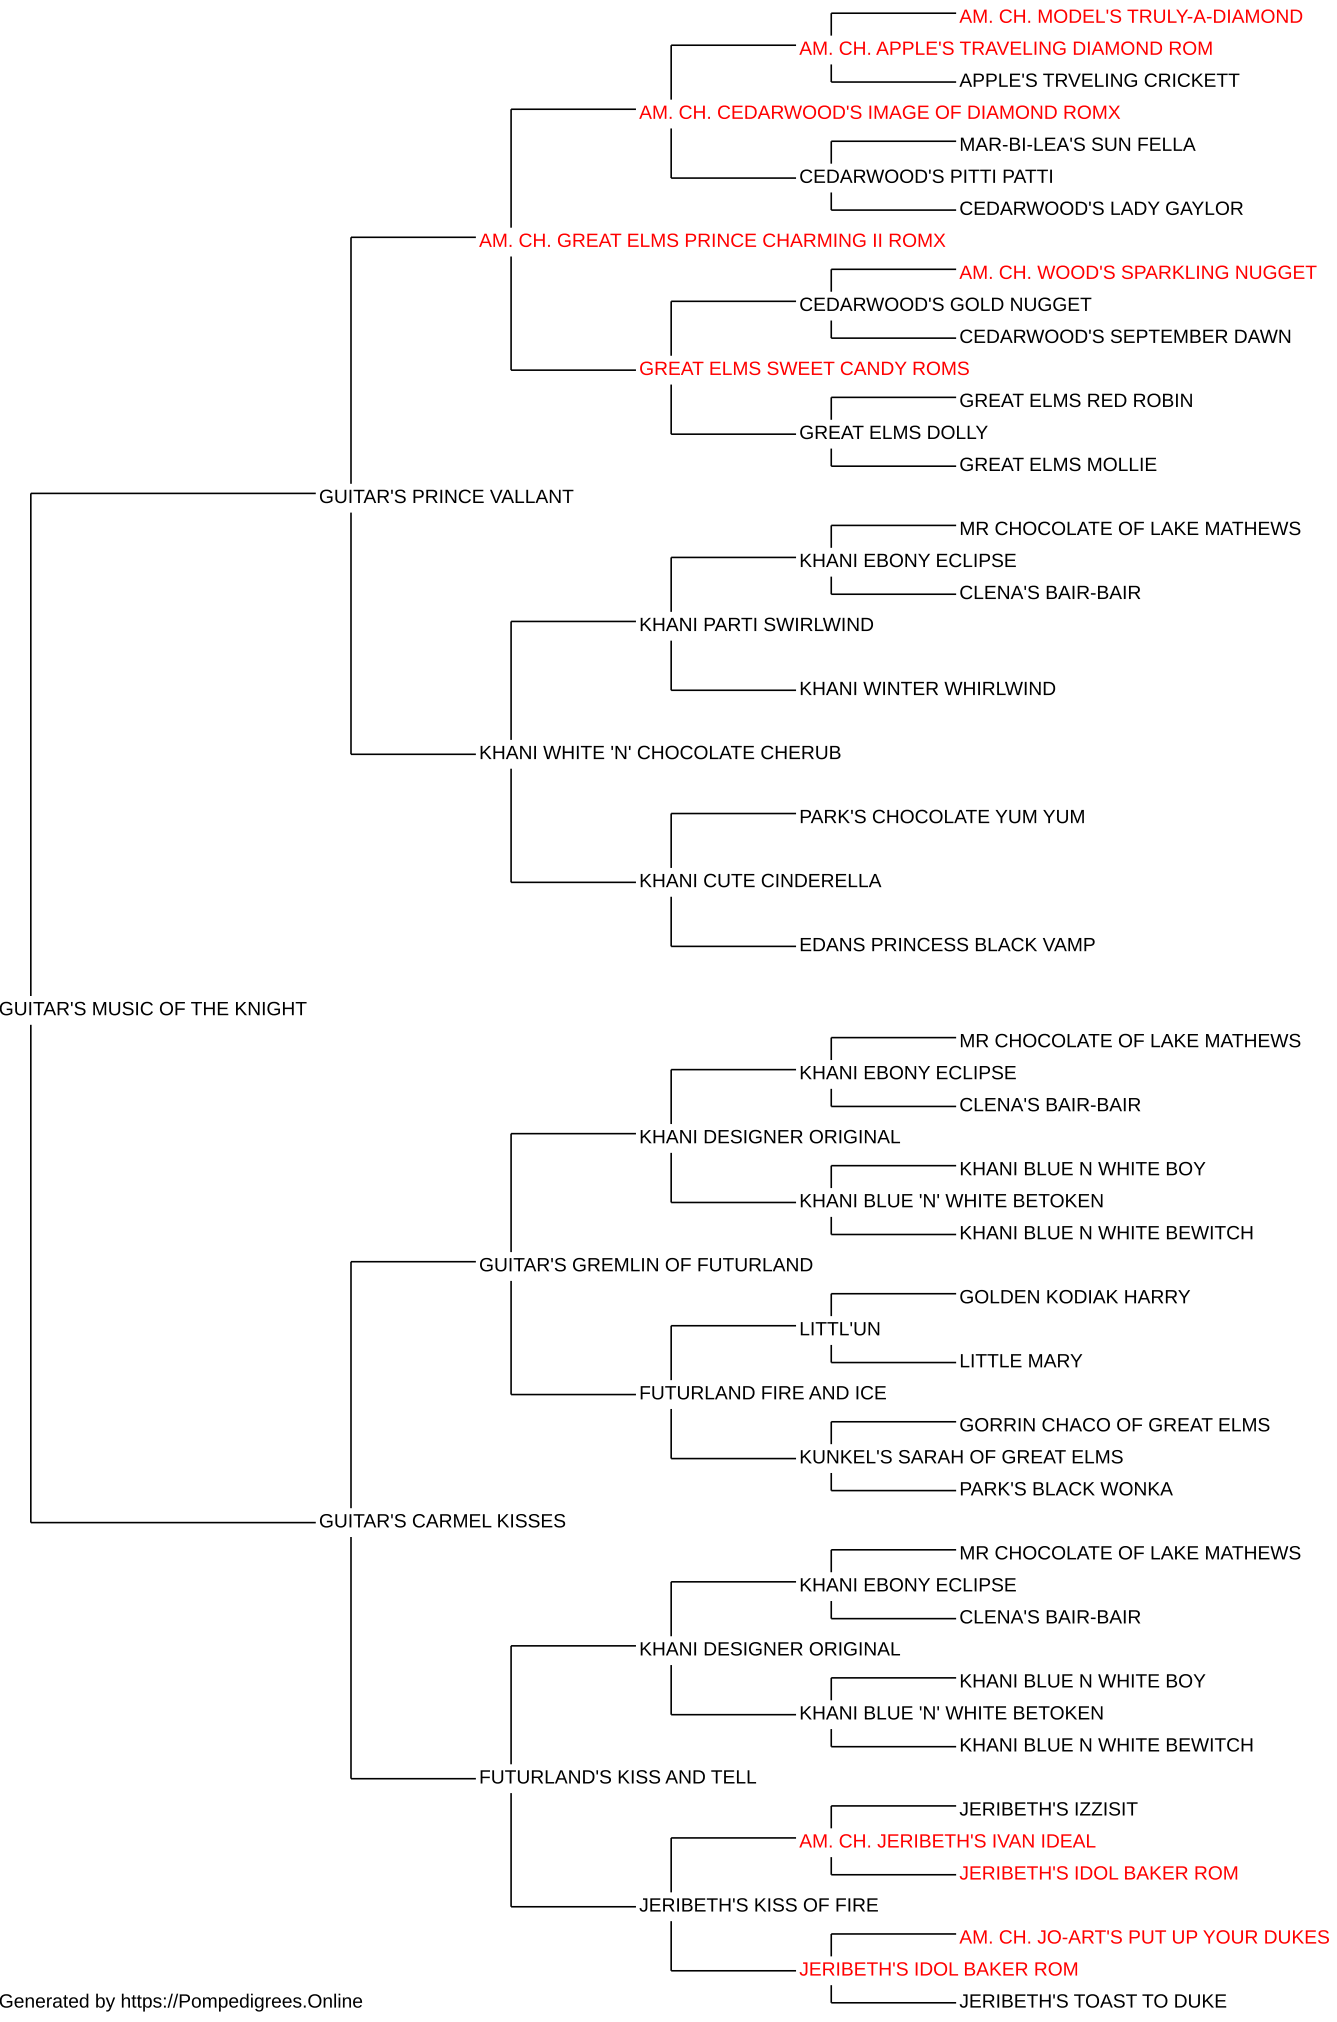 AM. CH. MODEL'S TRULY-A-DIAMOND
AM. CH. APPLE'S TRAVELING DIAMOND ROM
APPLE'S TRVELING CRICKETT
AM. CH. CEDARWOOD'S IMAGE OF DIAMOND ROMX
MAR-BI-LEA'S SUN FELLA
CEDARWOOD'S PITTI PATTI
CEDARWOOD'S LADY GAYLOR
AM. CH. GREAT ELMS PRINCE CHARMING II ROMX
AM. CH. WOOD'S SPARKLING NUGGET
CEDARWOOD'S GOLD NUGGET
CEDARWOOD'S SEPTEMBER DAWN
GREAT ELMS SWEET CANDY ROMS
GREAT ELMS RED ROBIN
GREAT ELMS DOLLY
GREAT ELMS MOLLIE
GUITAR'S PRINCE VALLANT
MR CHOCOLATE OF LAKE MATHEWS
KHANI EBONY ECLIPSE
CLENA'S BAIR-BAIR
KHANI PARTI SWIRLWIND
KHANI WINTER WHIRLWIND
KHANI WHITE 'N' CHOCOLATE CHERUB
PARK'S CHOCOLATE YUM YUM
KHANI CUTE CINDERELLA
EDANS PRINCESS BLACK VAMP
GUITAR'S MUSIC OF THE KNIGHT
MR CHOCOLATE OF LAKE MATHEWS
KHANI EBONY ECLIPSE
CLENA'S BAIR-BAIR
KHANI DESIGNER ORIGINAL
KHANI BLUE N WHITE BOY
KHANI BLUE 'N' WHITE BETOKEN
KHANI BLUE N WHITE BEWITCH
GUITAR'S GREMLIN OF FUTURLAND
GOLDEN KODIAK HARRY
LITTL'UN
LITTLE MARY
FUTURLAND FIRE AND ICE
GORRIN CHACO OF GREAT ELMS
KUNKEL'S SARAH OF GREAT ELMS
PARK'S BLACK WONKA
GUITAR'S CARMEL KISSES
MR CHOCOLATE OF LAKE MATHEWS
KHANI EBONY ECLIPSE
CLENA'S BAIR-BAIR
KHANI DESIGNER ORIGINAL
KHANI BLUE N WHITE BOY
KHANI BLUE 'N' WHITE BETOKEN
KHANI BLUE N WHITE BEWITCH
FUTURLAND'S KISS AND TELL
JERIBETH'S IZZISIT
AM. CH. JERIBETH'S IVAN IDEAL
JERIBETH'S IDOL BAKER ROM
JERIBETH'S KISS OF FIRE
AM. CH. JO-ART'S PUT UP YOUR DUKES
JERIBETH'S IDOL BAKER ROM
JERIBETH'S TOAST TO DUKE
Generated by https://Pompedigrees.Online